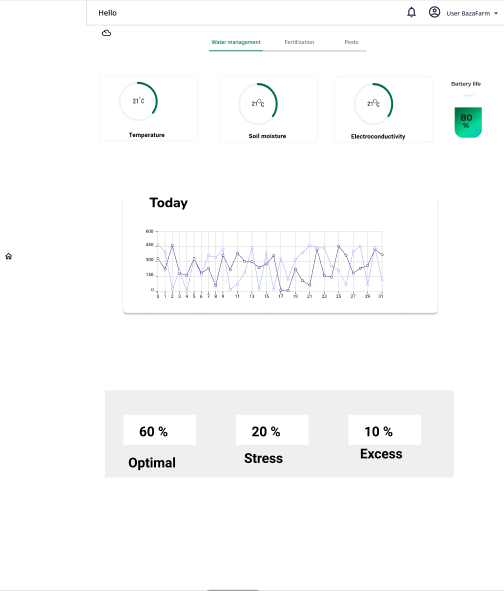 Hello
User BazaFarm
Water management
Fertilization
Pests
Battery life
21°C
21°C
21°C
80
%
Temperature
Soil moisture
Electroconductivity
Today
600
450
300
150
0
0 1 2 3 4 5 6 7 8 9 11 13 15 17 19 21 23 25 27 29 31
60 %
20 %
10 %
Optimal
Stress
Excess